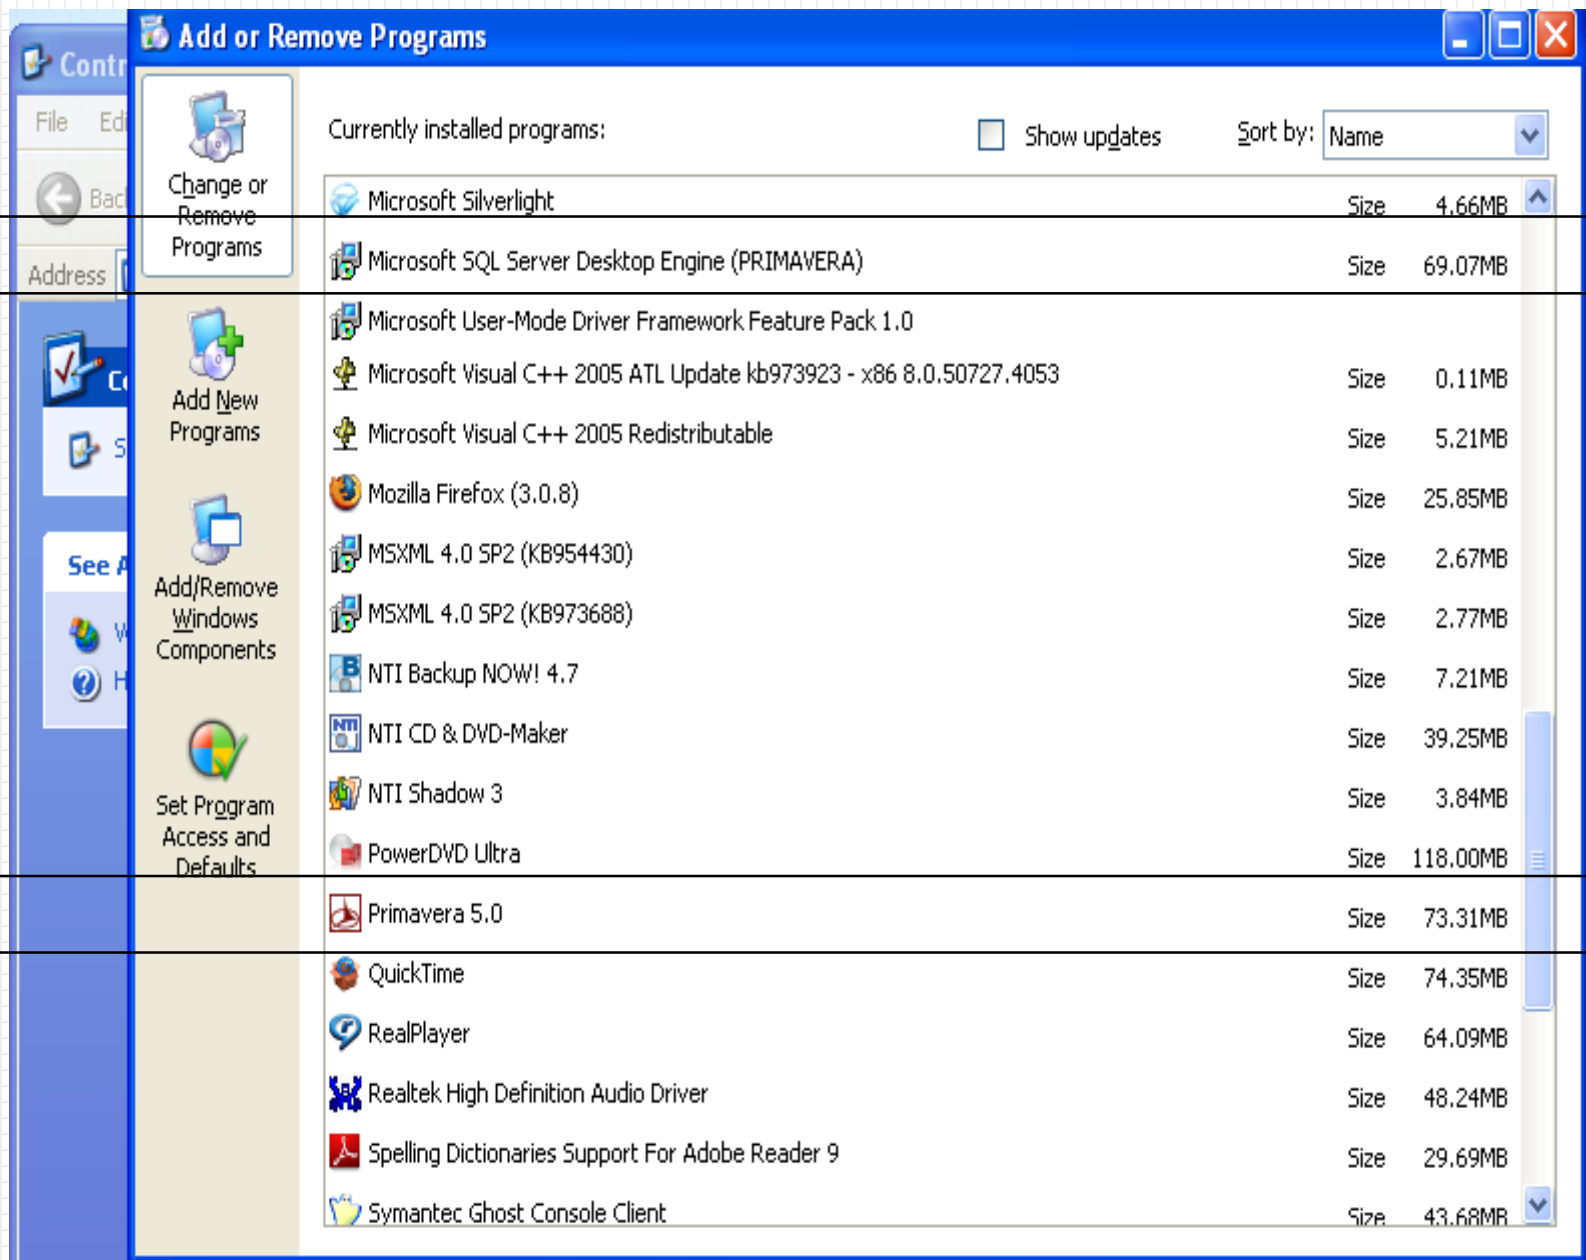 Add or Remove Programs
Contr
File Edi
Back
Address
See A
Change or
Remove
Programs
Add New
Programs
Add/Remove
Windows
Components
Set Program
Access and
Defaults
Currently installed programs:
Show updates
Sort by: Name
Microsoft Silverlight Size 4.66MB
Microsoft SQL Server Desktop Engine (PRIMAVERA) Size 69.07MB
Microsoft User-Mode Driver Framework Feature Pack 1.0
Microsoft Visual C++ 2005 ATL Update kb973923 - x86 8.0.50727.4053 Size 0.11MB
Microsoft Visual C++ 2005 Redistributable Size 5.21MB
Mozilla Firefox (3.0.8) Size 25.85MB
MSXML 4.0 SP2 (KB954430) Size 2.67MB
MSXML 4.0 SP2 (KB973688) Size 2.77MB
NTI Backup NOW! 4.7 Size 7.21MB
NTI CD & DVD-Maker Size 39.25MB
NTI Shadow 3 Size 3.84MB
PowerDVD Ultra Size 118.00MB
Primavera 5.0 Size 73.31MB
QuickTime Size 74.35MB
RealPlayer Size 64.09MB
Realtek High Definition Audio Driver Size 48.24MB
Spelling Dictionaries Support For Adobe Reader 9 Size 29.69MB
Symantec Ghost Console Client Size 43.68MB